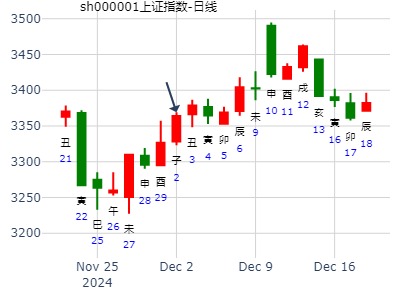 sh000001上证指数-日线
3500
3450
3400
3350
3300
3250
3200
丑
21
寅
22
巳
25
午
26
未
27
申
28
酉
29
子
2
丑
3
寅
4
卯
5
辰
6
未
9
申
10
酉
11
戌
12
亥
13
寅
16
卯
17
辰
18
Nov 25
2024
Dec 2
Dec 9
Dec 16